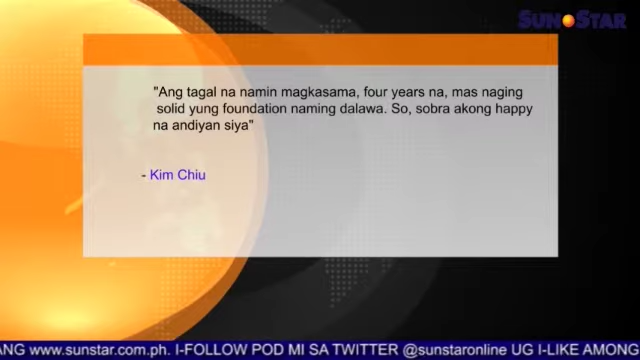 SUN STAR
"Ang tagal na namin magkasama, four years na, mas naging
solid yung foundation naming dalawa. So, sobra akong happy
na andiyan siya"
- Kim Chiu
ANG www.sunstar.com.ph. I-FOLLOW POD MI SA TWITTER @sunstaronline UG I-LIKE AMONG